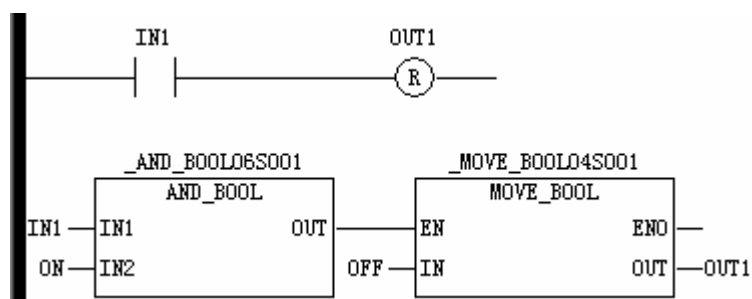 IN1 OUT1
R
_AND_BOOL06S001 _MOVE_BOOL04S001
AND_BOOL MOVE_BOOL
IN1 IN1 OUT EN ENO
ON IN2 OFF IN OUT OUT1